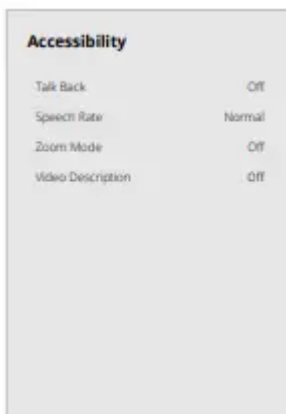 Accessibility
Talk Back Off
Speech Rate Normal
Zoom Mode Off
Video Description Off